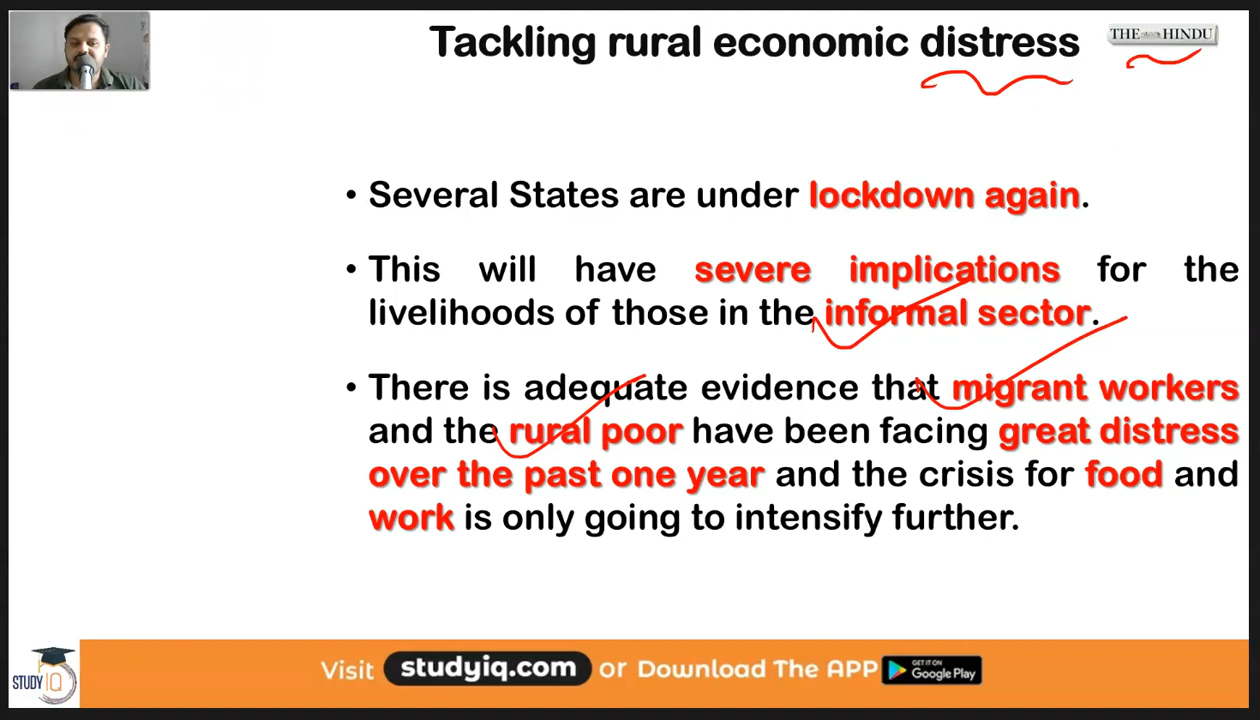 Tackling rural economic distress
THE HINDU
• Several States are under lockdown again.
• This will have severe implications for the
livelihoods of those in the informal sector.
• There is adequate evidence that migrant workers
and the rural poor have been facing great distress
over the past one year and the crisis for food and
work is only going to intensify further.
STUDY IQ
Visit studyiq.com or Download The APP
GET IT ON
Google Play